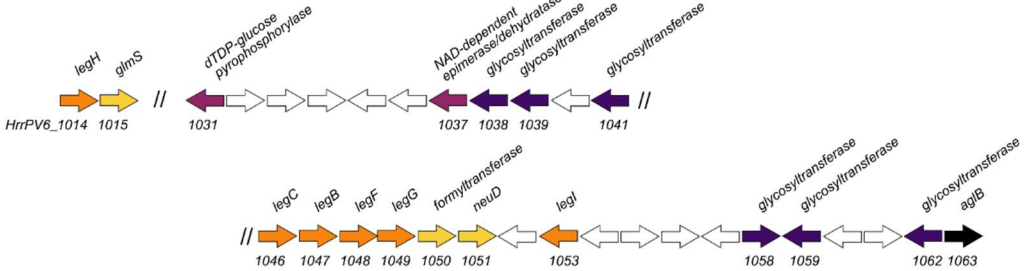 legH
glmS
//
dTDP-glucose
pyrophosphorylase
NAD-dependent
epimerase/dehydratase
glycosyltransferase
glycosyltransferase
glycosyltransferase
//
HrrPV6_1014 1015 1031 1037 1038 1039 1041
//
legC
legB
legF
legG
formyltransferase
neuD
legI
glycosyltransferase
glycosyltransferase
glycosyltransferase
aglB
1046 1047 1048 1049 1050 1051 1053 1058 1059 1062 1063